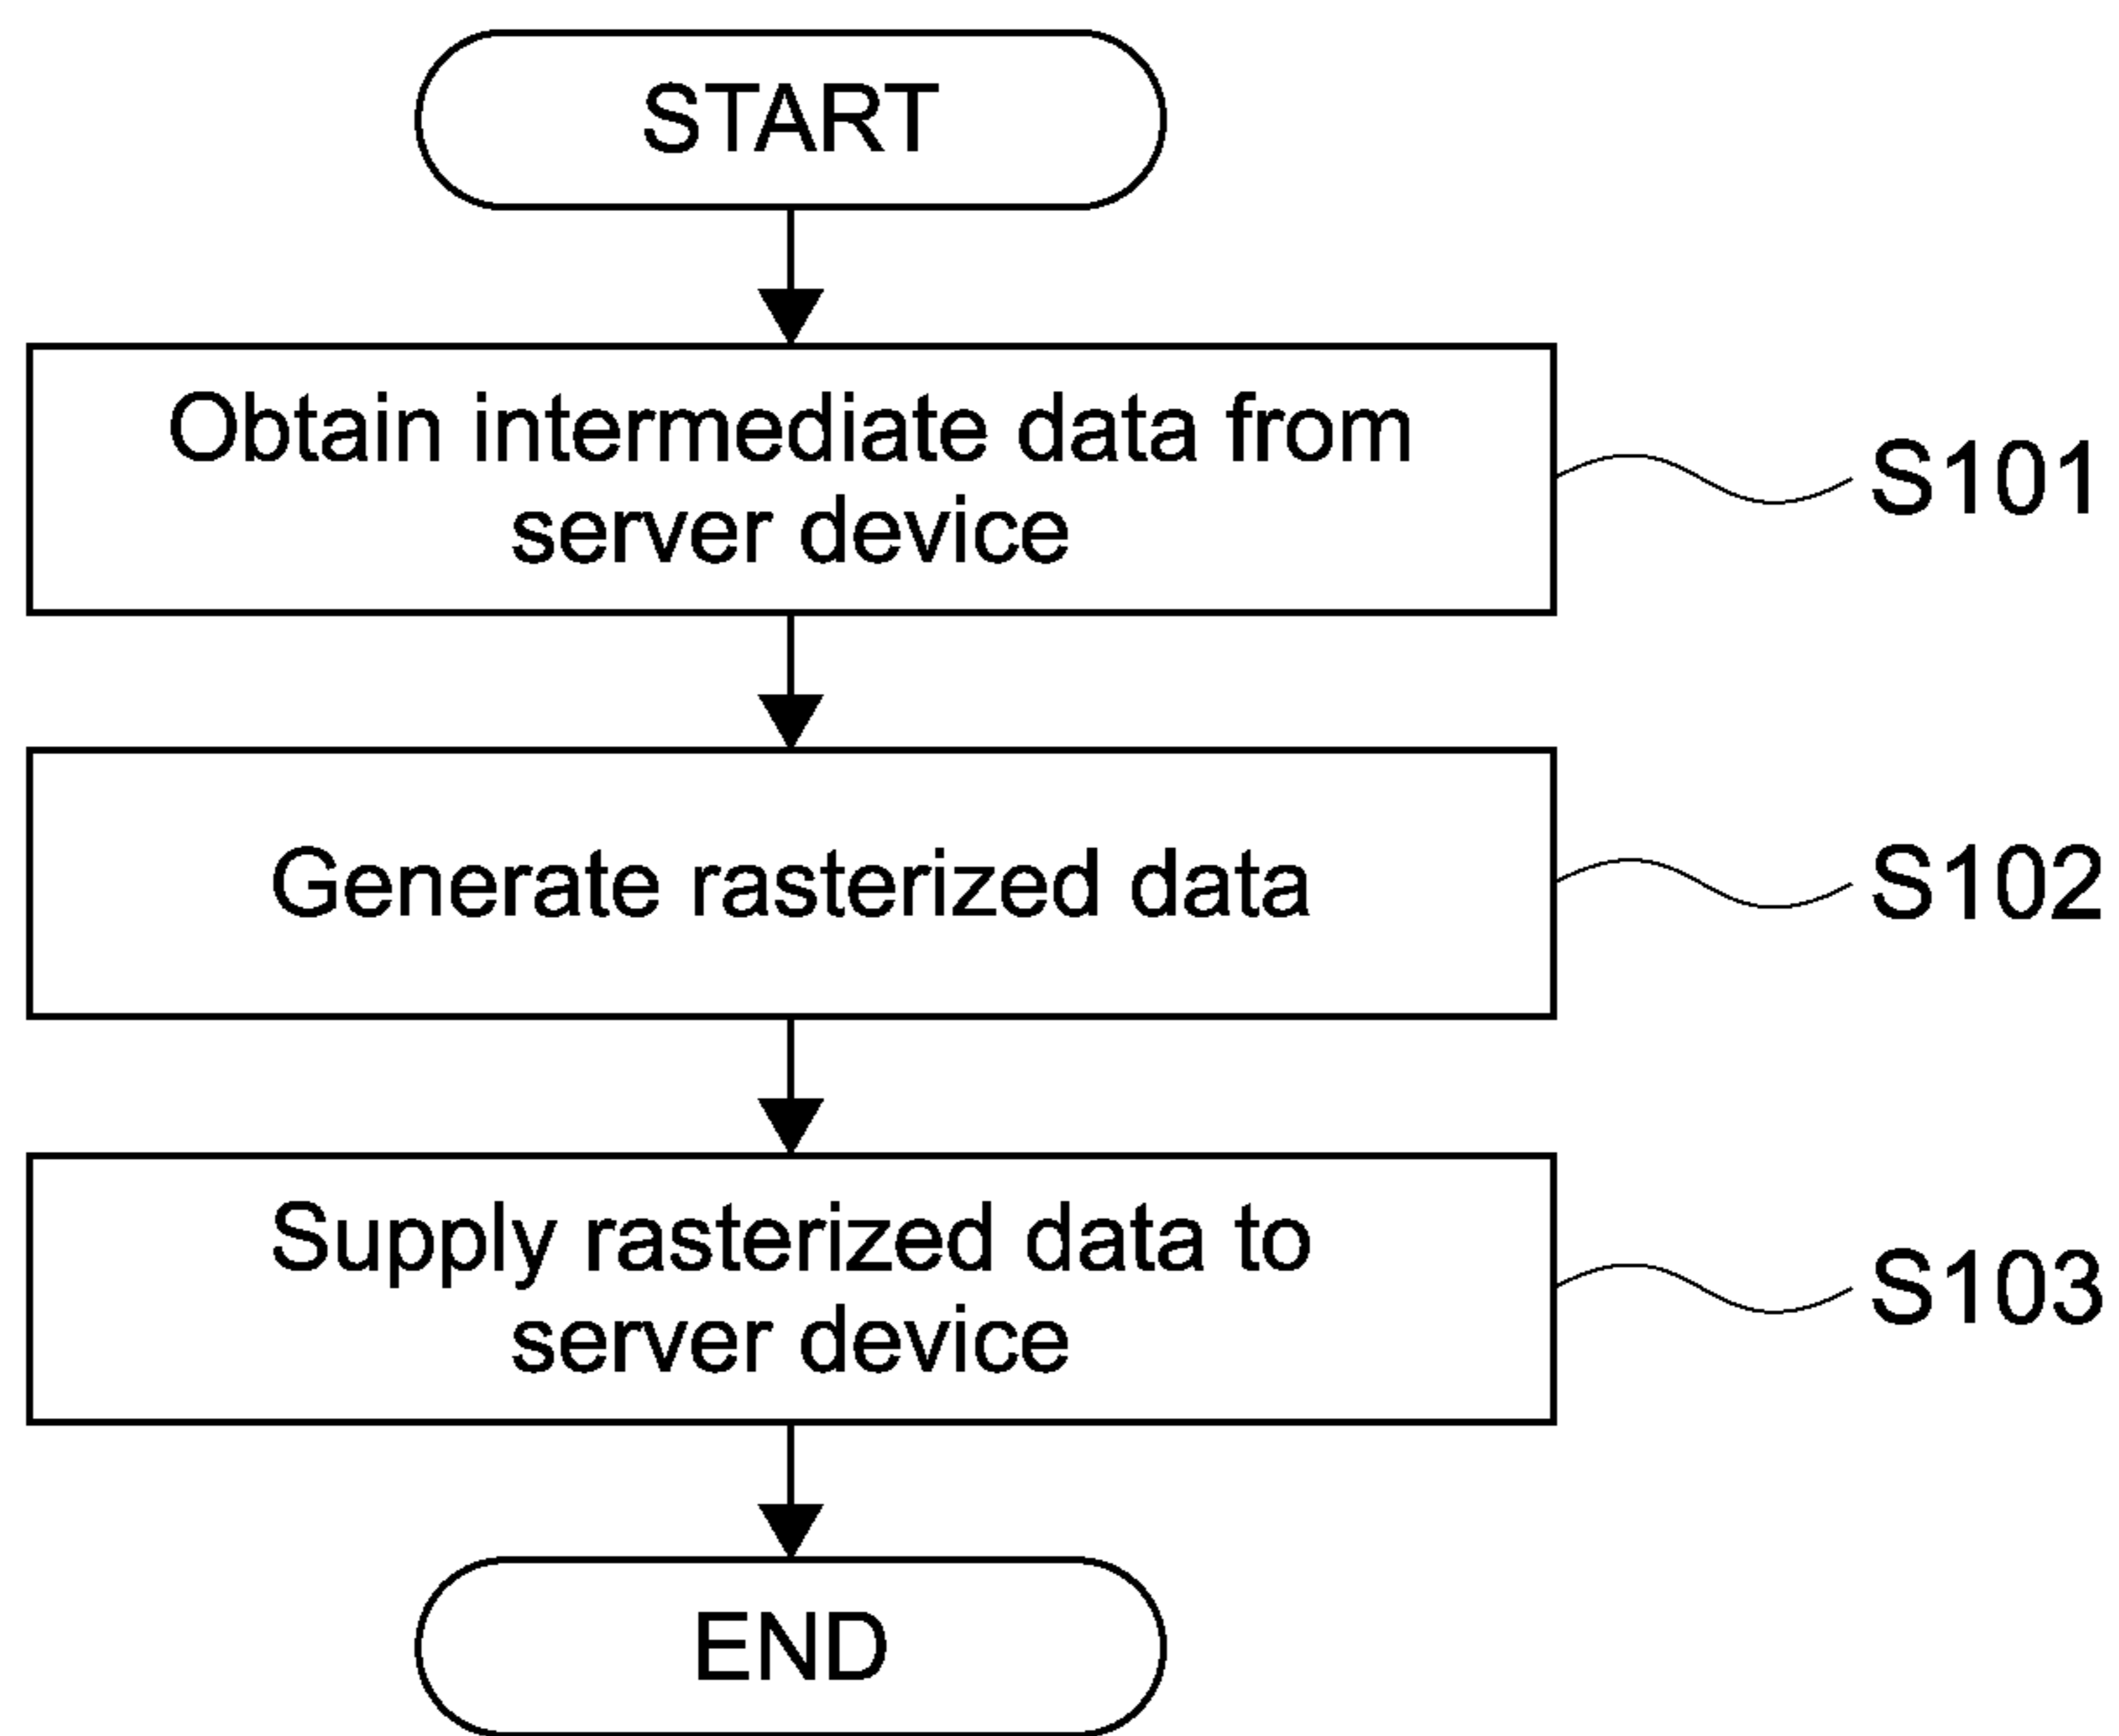 START
Obtain intermediate data from
server device
S101
Generate rasterized data
S102
Supply rasterized data to
server device
S103
END